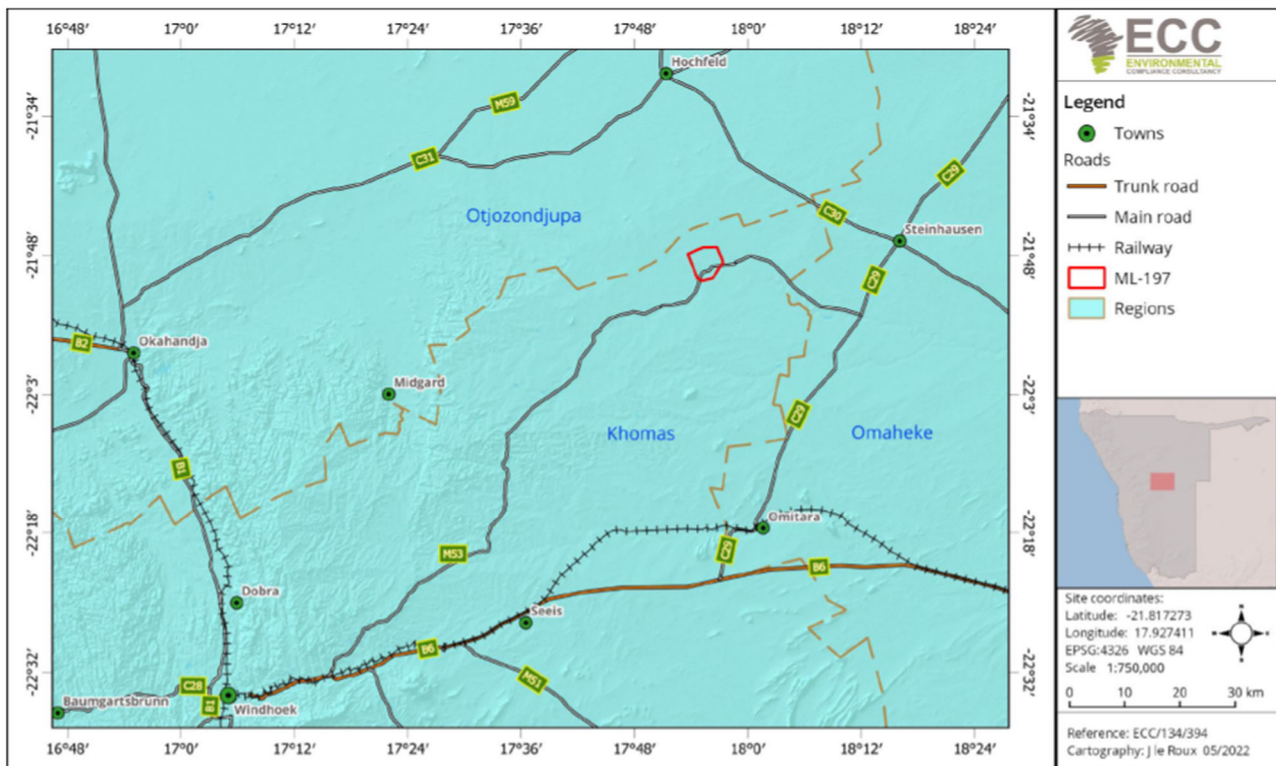 16°48′ 17°0′ 17°12′ 17°24′ 17°36′ 17°48′ 18°0′ 18°12′ 18°24′
-21°34′
-21°48′
-22°3′
-22°18′
-22°32′
-21°34′
-21°48′
-22°3′
-22°18′
-22°32′
Hochfeld
M59
C31
C29
Otjozondjupa
C30
Steinhausen
C29
Okahandja
B2
Midgard
C29
Khomas
Omaheke
B1
Omitara
C29
M53
B6
Dobra
Seeis
B6
M51
C28
Baumgartsbrunn
B1
Windhoek
16°48′ 17°0′ 17°12′ 17°24′ 17°36′ 17°48′ 18°0′ 18°12′ 18°24′
ECC
ENVIRONMENTAL
COMPLIANCE CONSULTANCY
Legend
Towns
Roads
Trunk road
Main road
Railway
ML-197
Regions
Site coordinates:
Latitude: -21.817273
Longitude: 17.927411
EPSG:4326 WGS 84
Scale 1:750,000
0 10 20 30 km
Reference: ECC/134/394
Cartography: J le Roux 05/2022